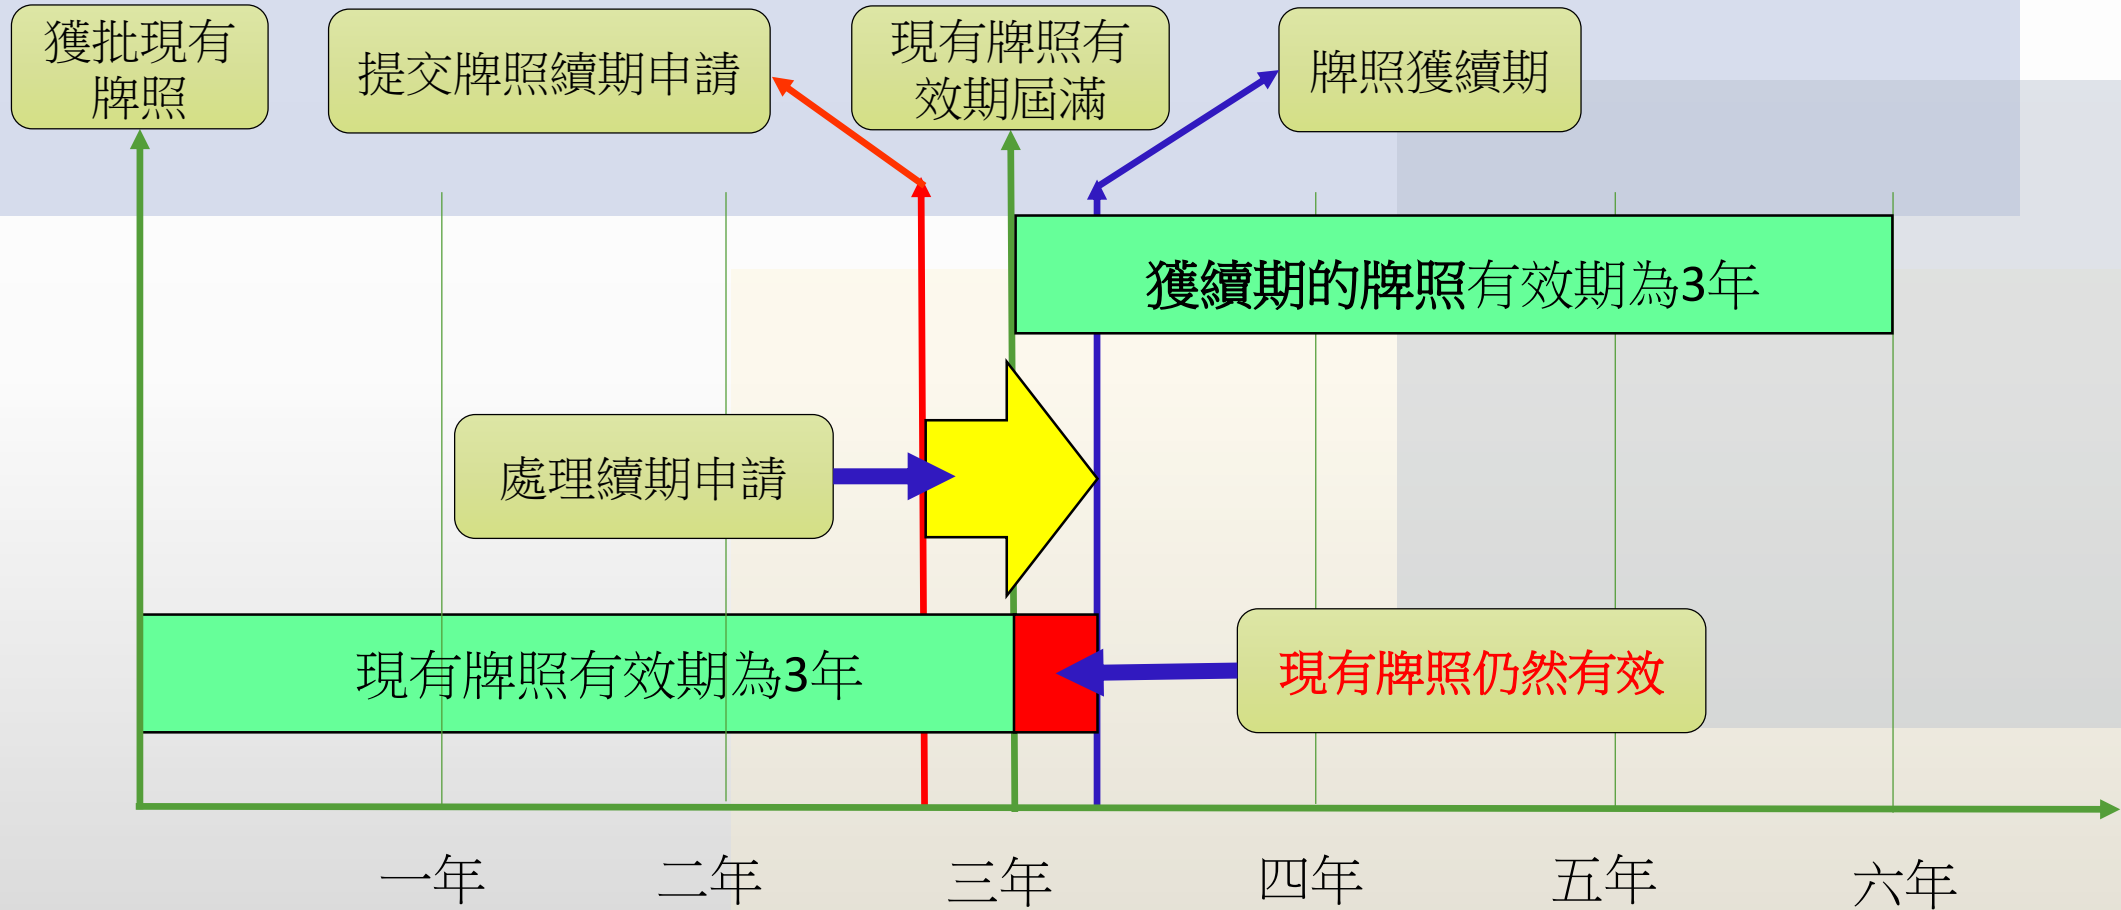 獲批現有
牌照
提交牌照續期申請
現有牌照有
效期屆滿
牌照獲續期
獲續期的牌照有效期為3年
處理續期申請
現有牌照有效期為3年
現有牌照仍然有效
一年
二年
三年
四年
五年
六年